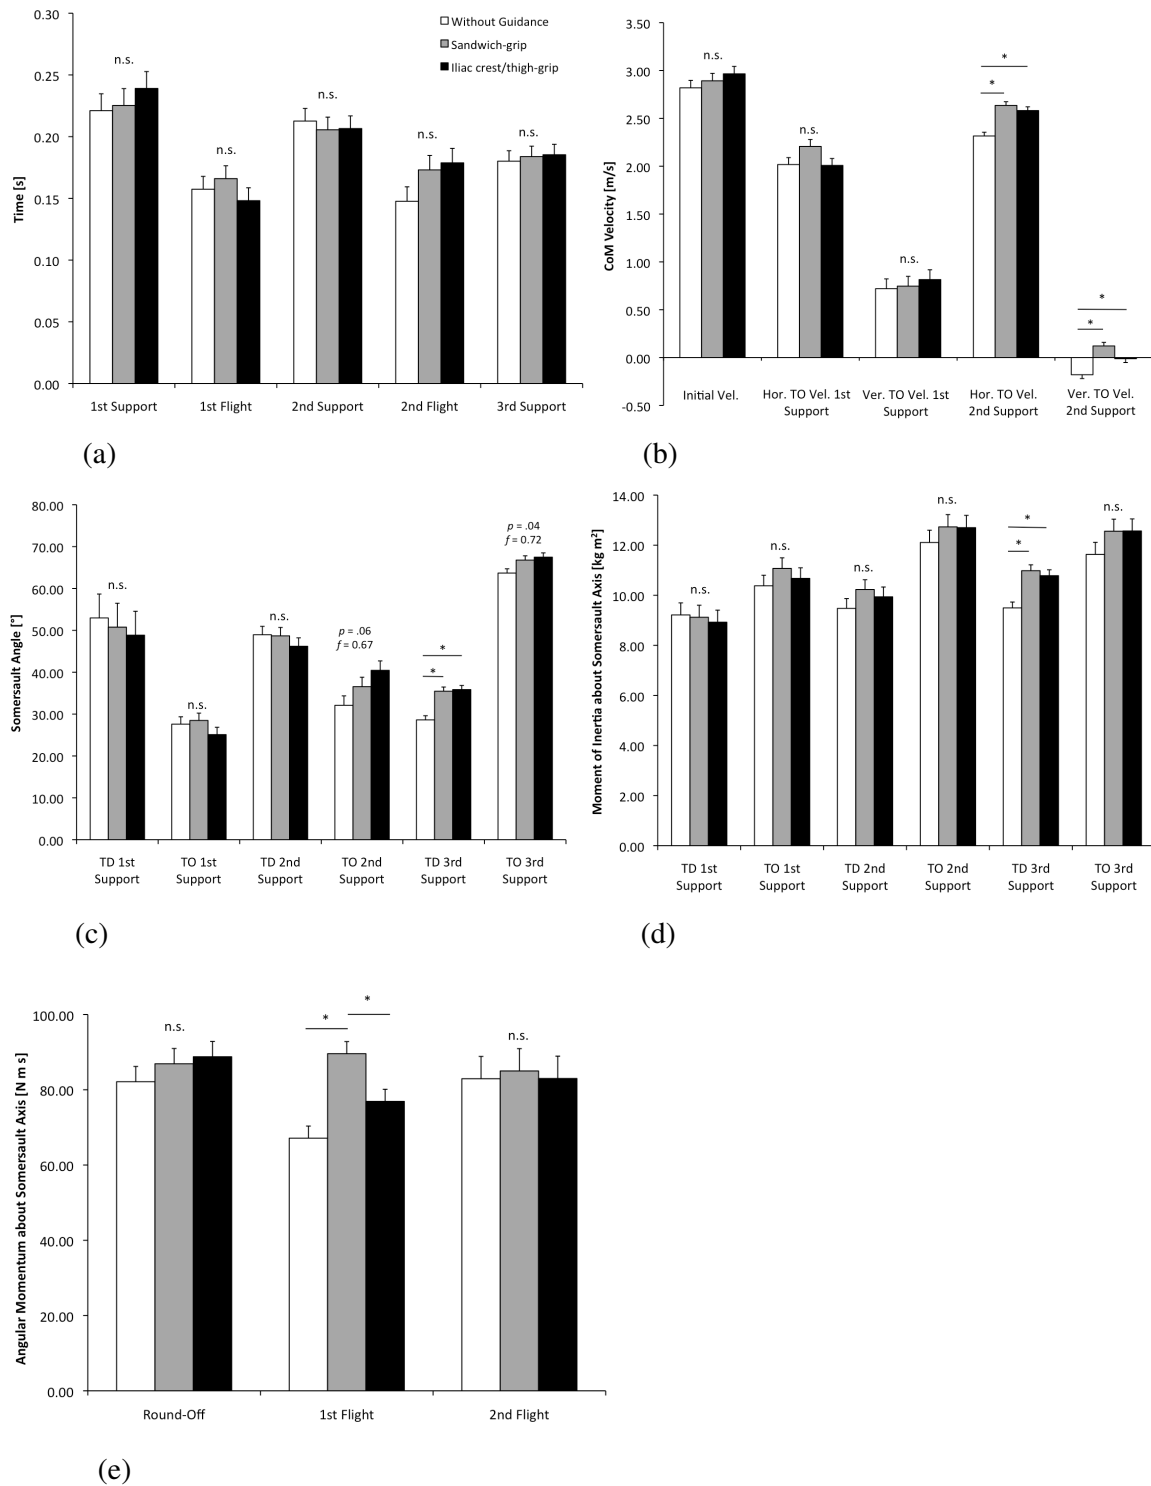 0.30
0.25
0.20
0.15
0.10
0.05
0.00
Time [s]
Without Guidance
Sandwich-grip
Iliac crest/thigh-grip
n.s.
n.s.
n.s.
n.s.
n.s.
1st Support
1st Flight
2nd Support
2nd Flight
3rd Support
(a)
3.50
3.00
2.50
2.00
1.50
1.00
0.50
0.00
-0.50
CoM Velocity [m/s]
n.s.
n.s.
n.s.
*
*
*
*
Initial Vel.
Hor. TO Vel. 1st
Support
Ver. TO Vel. 1st
Support
Hor. TO Vel.
2nd Support
Ver. TO Vel.
2nd Support
(b)
80.00
70.00
60.00
50.00
40.00
30.00
20.00
10.00
0.00
Somersault Angle [°]
n.s.
n.s.
n.s.
p = .06
f = 0.67
*
*
p = .04
f = 0.72
TD 1st
Support
TO 1st
Support
TD 2nd
Support
TO 2nd
Support
TD 3rd
Support
TO 3rd
Support
(c)
14.00
12.00
10.00
8.00
6.00
4.00
2.00
0.00
Moment of Inertia about Somersault Axis [kg m²]
n.s.
n.s.
n.s.
n.s.
*
*
n.s.
TD 1st
Support
TO 1st
Support
TD 2nd
Support
TO 2nd
Support
TD 3rd
Support
TO 3rd
Support
(d)
100.00
80.00
60.00
40.00
20.00
0.00
Angular Momentum about Somersault Axis [N m s]
n.s.
*
*
n.s.
Round-Off
1st Flight
2nd Flight
(e)